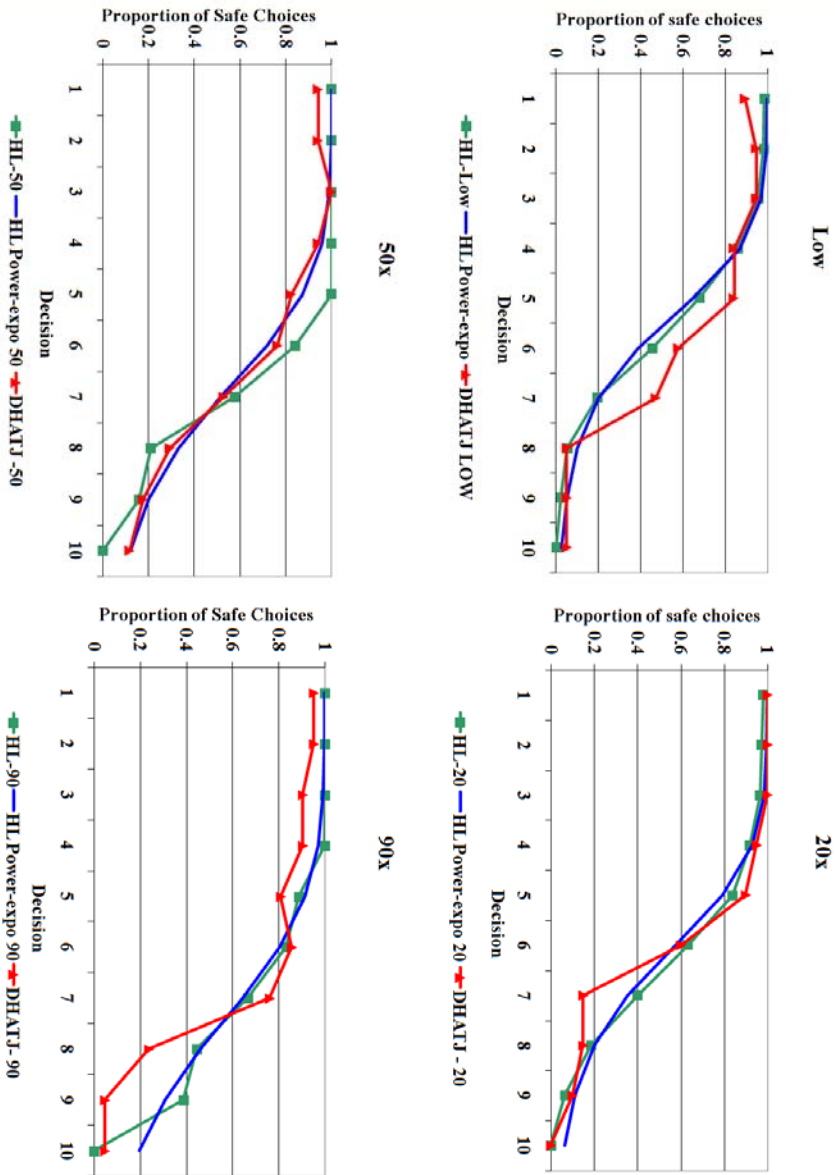 Low
Proportion of safe choices
1
0.8
0.6
0.4
0.2
0
1 2 3 4 5 6 7 8 9 10
Decision
HL-Low HL Power-expo DHATJ LOW
20x
Proportion of safe choices
1
0.8
0.6
0.4
0.2
0
1 2 3 4 5 6 7 8 9 10
Decision
HL-20 HL Power-expo 20 DHATJ - 20
50x
Proportion of Safe Choices
1
0.8
0.6
0.4
0.2
0
1 2 3 4 5 6 7 8 9 10
Decision
HL-50 HL Power-expo 50 DHATJ -50
90x
Proportion of Safe Choices
1
0.8
0.6
0.4
0.2
0
1 2 3 4 5 6 7 8 9 10
Decision
HL-90 HL Power-expo 90 DHATJ- 90